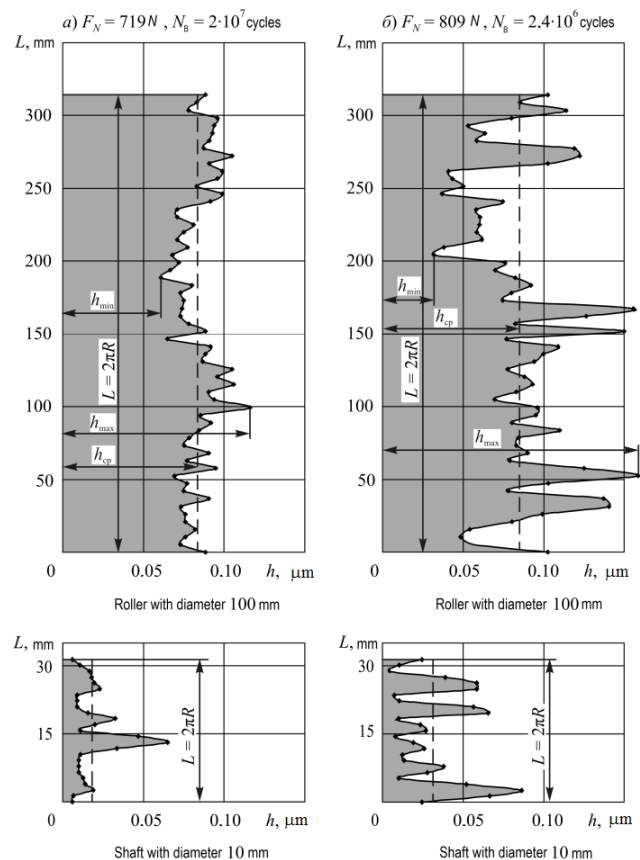 а) F_N = 719 N , N_B = 2·10⁷ cycles
L, mm
300
250
200
150
100
50
0
0.05
0.10
h, μm
h_min
h_max
h_cp
L = 2πR
Roller with diameter 100 mm
б) F_N = 809 N , N_B = 2,4·10⁶ cycles
L, mm
300
250
200
150
100
50
0
0.05
0.10
h, μm
h_min
h_cp
h_max
L = 2πR
Roller with diameter 100 mm
L, mm
30
15
0
0.05
0.10
h, μm
L = 2πR
Shaft with diameter 10 mm
L, mm
30
15
0
0.05
0.10
h, μm
L = 2πR
Shaft with diameter 10 mm